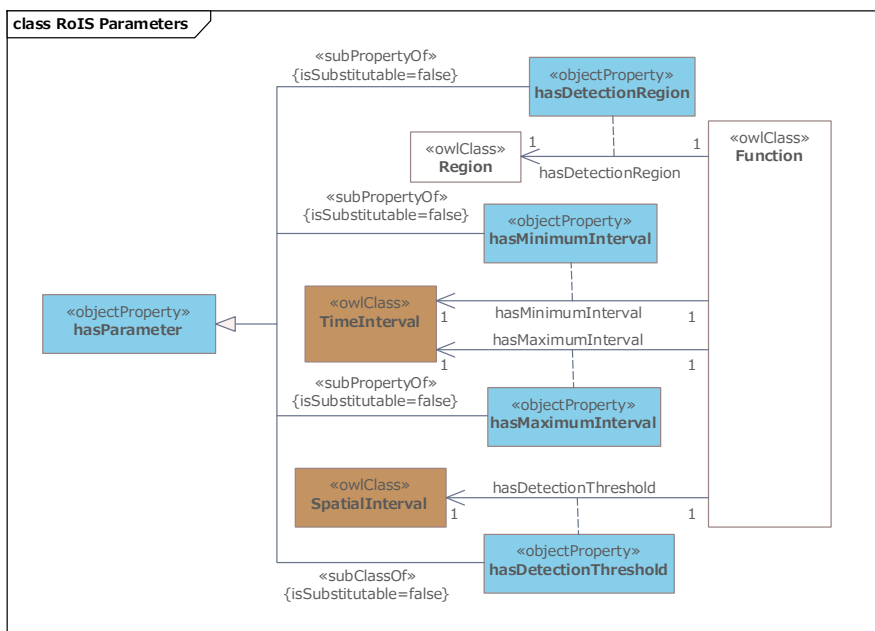 class RoIS Parameters
«subPropertyOf»
{isSubstitutable=false}
«objectProperty»
hasDetectionRegion
«owlClass»
Region
1
1
hasDetectionRegion
«owlClass»
Function
«subPropertyOf»
{isSubstitutable=false}
«objectProperty»
hasMinimumInterval
«objectProperty»
hasParameter
«owlClass»
TimeInterval
1
hasMinimumInterval
1
hasMaximumInterval
1
1
«subPropertyOf»
{isSubstitutable=false}
«objectProperty»
hasMaximumInterval
«owlClass»
SpatialInterval
hasDetectionThreshold
1
1
«objectProperty»
hasDetectionThreshold
«subClassOf»
{isSubstitutable=false}